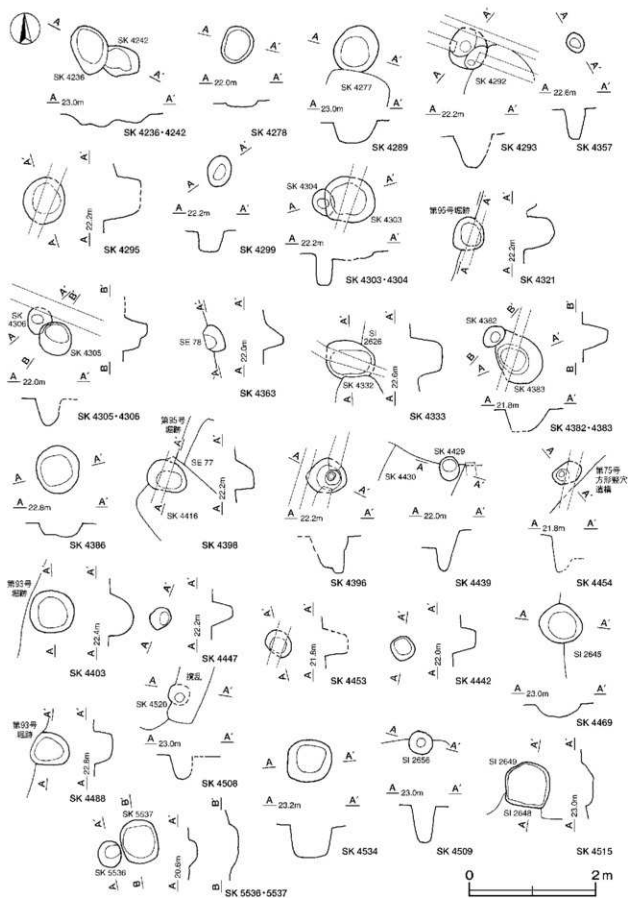 A
SK 4242
SK 4236
A'
A 23.0m A'
SK 4236・4242
A
A'
A 22.0m A'
SK 4278
A
A'
SK 4277
A 23.0m A'
SK 4289
A'
A
SK 4292
A 22.2m A'
SK 4293
A
A'
A 22.6m A'
SK 4357
A'
A
A'
A 22.2m
SK 4295
A'
A
A 22.2m A'
SK 4299
SK 4304
A'
A
SK 4303
A 22.2m A'
SK 4303・4304
第95号堀跡
A'
A
A'
A 22.2m
SK 4321
A'
B'
SK
4306
A
B
SK 4305
B'
B
A 22.0m A'
SK 4305・4306
A'
SE 78
A
A'
A 22.0m
SK 4363
A'
SI
2626
SK 4332
A
A'
A 22.6m
SK 4333
SK 4382
B'
A'
B
A
SK 4383
B'
B
A 21.8m A'
SK 4382・4383
A
A'
A 22.8m A'
SK 4386
第95号
堀跡
A'
SE 77
A
SK 4416
A'
A 22.2m
SK 4398
A
A'
A 22.2m A'
SK 4396
SK 4429
SK 4430
A
A'
A 22.0m A'
SK 4439
A
A'
第75号
方形竪穴
遺構
A 21.8m A'
SK 4454
第93号
堀跡
A'
A
A'
A 22.4m
SK 4403
A'
A
A'
A 22.2m
SK 4447
A'
A
A'
A 21.8m
SK 4453
A'
A
A'
A 22.0m
SK 4442
A
A'
SI 2645
A 23.0m A'
SK 4469
第93号
堀跡
A'
A
A'
A 22.8m
SK 4488
撹乱
A
A'
SK 4520
A 23.0m A'
SK 4508
A
A'
A 23.2m A'
SK 4534
A
A'
SI 2656
A 23.0m A'
SK 4509
SI 2649
A'
SI 2648
A
A'
A 23.0m
SK 4515
B'
SK 5537
A'
SK 5536
A
B
A'
A 20.6m
B'
B
SK 5536・5537
0 2 m